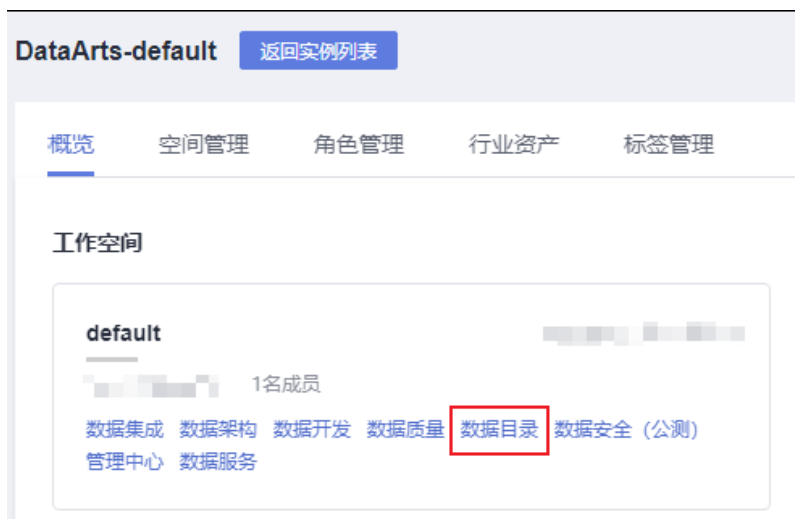 DataArts-default 返回实例列表
概览 空间管理 角色管理 行业资产 标签管理
工作空间
default
1名成员
数据集成 数据架构 数据开发 数据质量 数据目录 数据安全（公测）
管理中心 数据服务